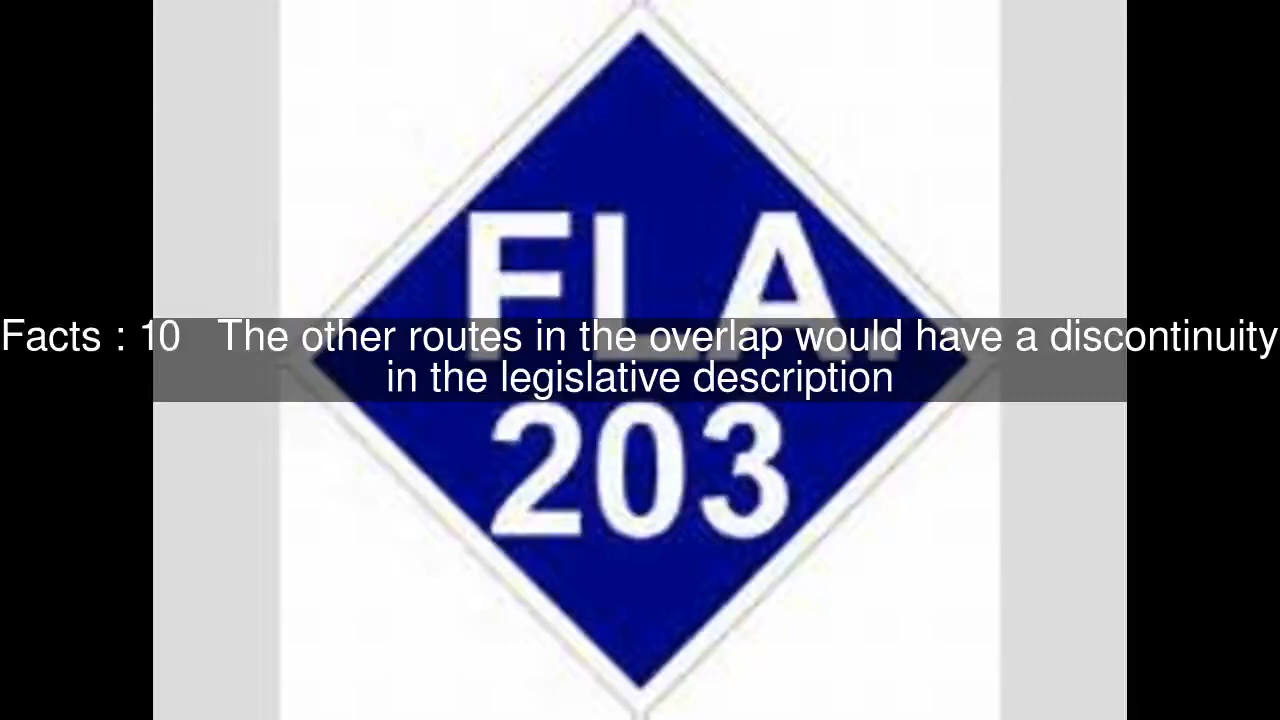 FLA.
Facts : 10 The other routes in the overlap would have a discontinuity
in the legislative description
203